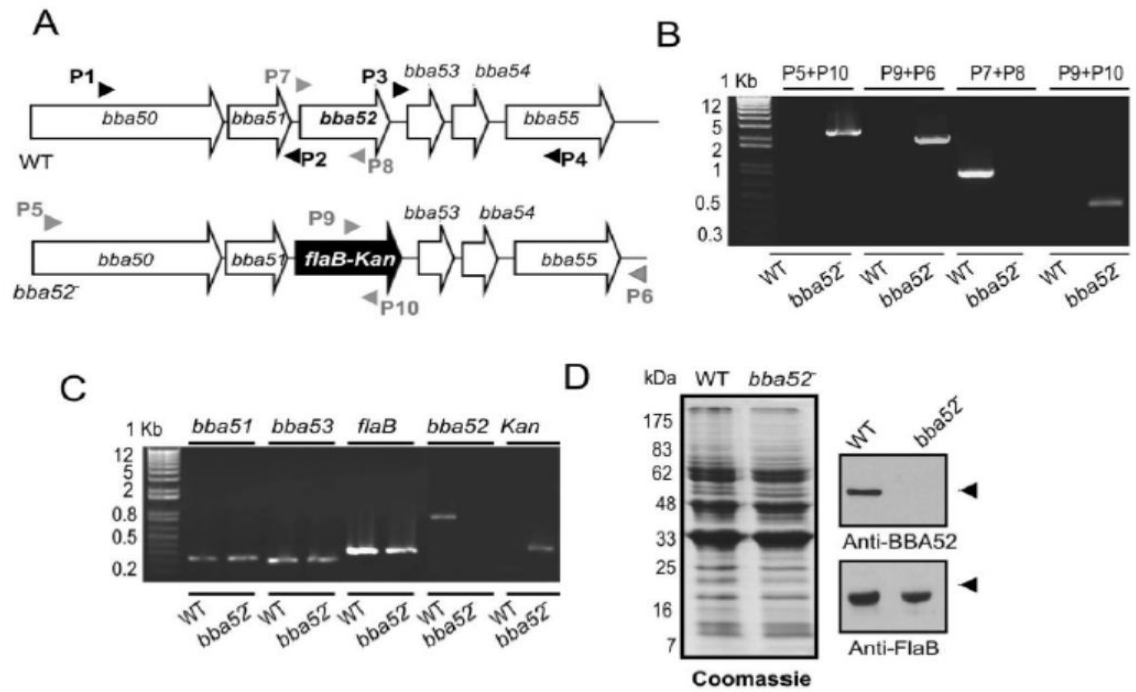 A
P1
P7
P3
bba53
bba54
bba50
bba51
bba52
bba55
WT
P2
P8
P4
P5
P9
bba53
bba54
bba50
bba51
flaB-Kan
bba55
bba52-
P10
P6
B
P5+P10 P9+P6 P7+P8 P9+P10
1 Kb
12
5
2
1
0.5
0.3
WT bba52- WT bba52- WT bba52- WT bba52-
C
1 Kb
bba51 bba53 flaB bba52 Kan
12
5
2
0.8
0.5
0.2
WT bba52- WT bba52- WT bba52- WT bba52- WT bba52-
D
kDa WT bba52-
175
83
62
48
33
25
16
7
Coomassie
WT bba52-
Anti-BBA52
Anti-FlaB